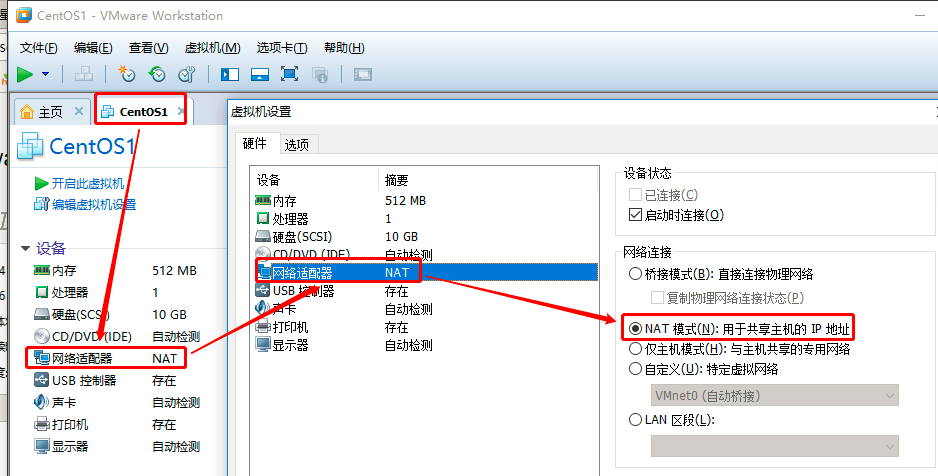 CentOS1 - VMware Workstation
文件(F) 编辑(E) 查看(V) 虚拟机(M) 选项卡(T) 帮助(H)
主页 CentOS1
CentOS1
开启此虚拟机
编辑虚拟机设置
设备
内存 512 MB
处理器 1
硬盘(SCSI) 10 GB
CD/DVD (IDE) 自动检测
网络适配器 NAT
USB 控制器 存在
声卡 自动检测
打印机 存在
显示器 自动检测
虚拟机设置
硬件 选项
设备 摘要
内存 512 MB
处理器 1
硬盘(SCSI) 10 GB
CD/DVD (IDE) 自动检测
网络适配器 NAT
USB 控制器 存在
声卡 自动检测
打印机 存在
显示器 自动检测
设备状态
已连接(C)
启动时连接(O)
网络连接
桥接模式(B): 直接连接物理网络
复制物理网络连接状态(P)
NAT 模式(N): 用于共享主机的 IP 地址
仅主机模式(H): 与主机共享的专用网络
自定义(U): 特定虚拟网络
VMnet0 (自动桥接)
LAN 区段(L):